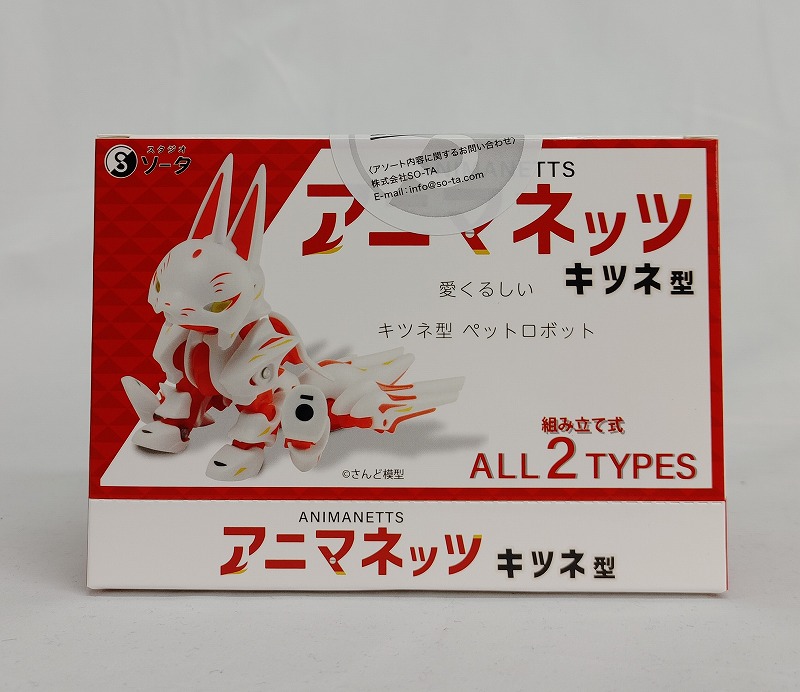 スタジオ
ソータ
〈アソート内容に関するお問い合わせ〉
株式会社SO-TA
E-mail：info@so-ta.com
アニマネッツ
キツネ型
愛くるしい
キツネ型 ペットロボット
組み立て式
ALL 2 TYPES
©さんど模型
ANIMANETTS
アニマネッツ キツネ型